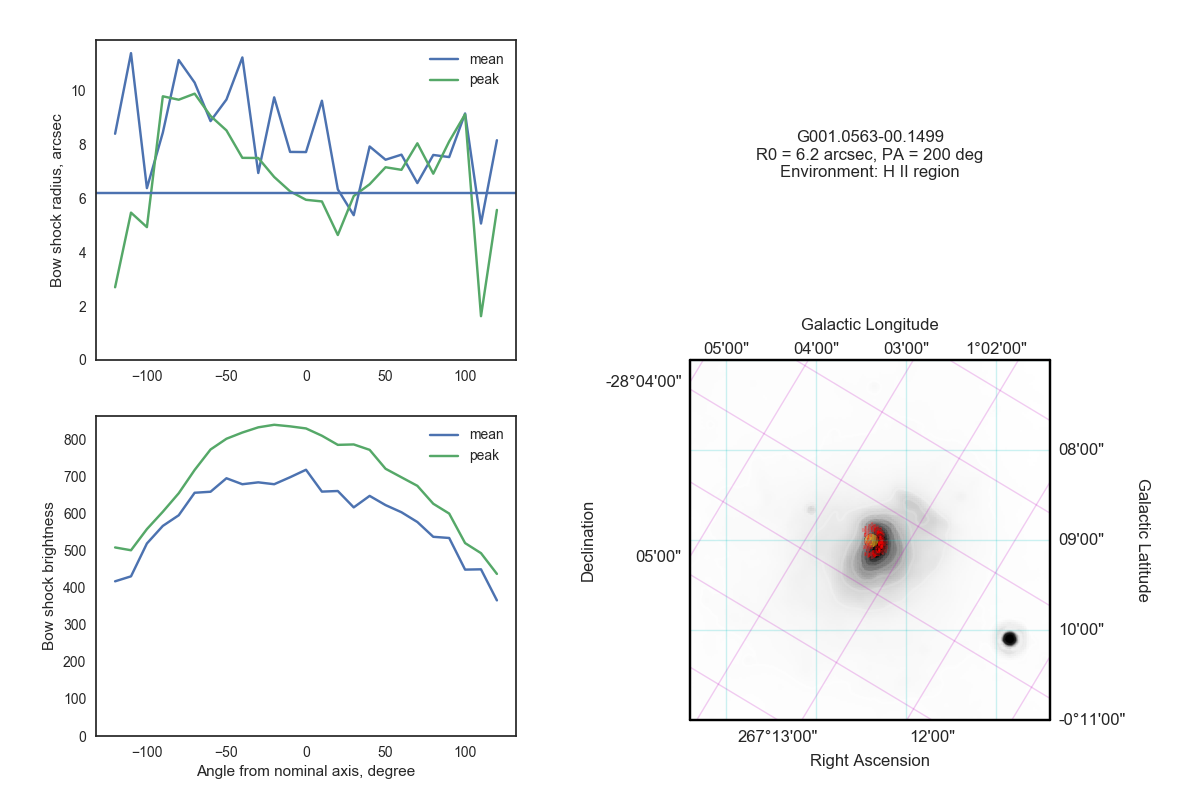 mean
peak
10
8
6
4
2
0
−100
−50
0
50
100
Bow shock radius, arcsec
G001.0563-00.1499
R0 = 6.2 arcsec, PA = 200 deg
Environment: H II region
mean
peak
800
700
600
500
400
300
200
100
0
−100
−50
0
50
100
Bow shock brightness
Angle from nominal axis, degree
Galactic Longitude
05'00"
04'00"
03'00"
1°02'00"
-28°04'00"
05'00"
Declination
08'00"
09'00"
10'00"
-0°11'00"
Galactic Latitude
267°13'00"
12'00"
Right Ascension